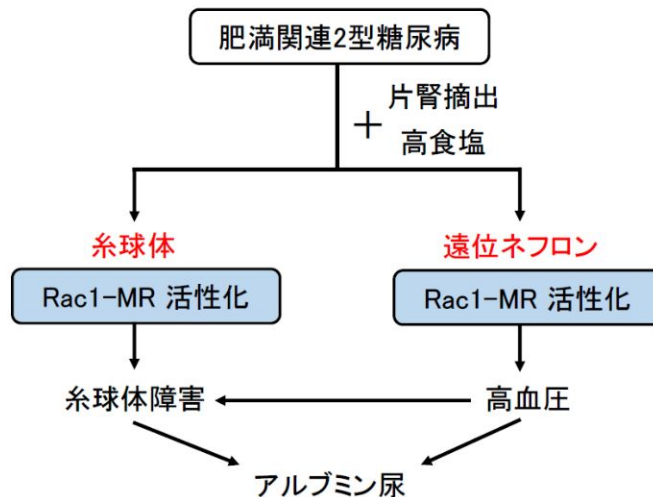 肥満関連2型糖尿病
＋
片腎摘出
高食塩
糸球体
遠位ネフロン
Rac1-MR 活性化
Rac1-MR 活性化
糸球体障害
高血圧
アルブミン尿